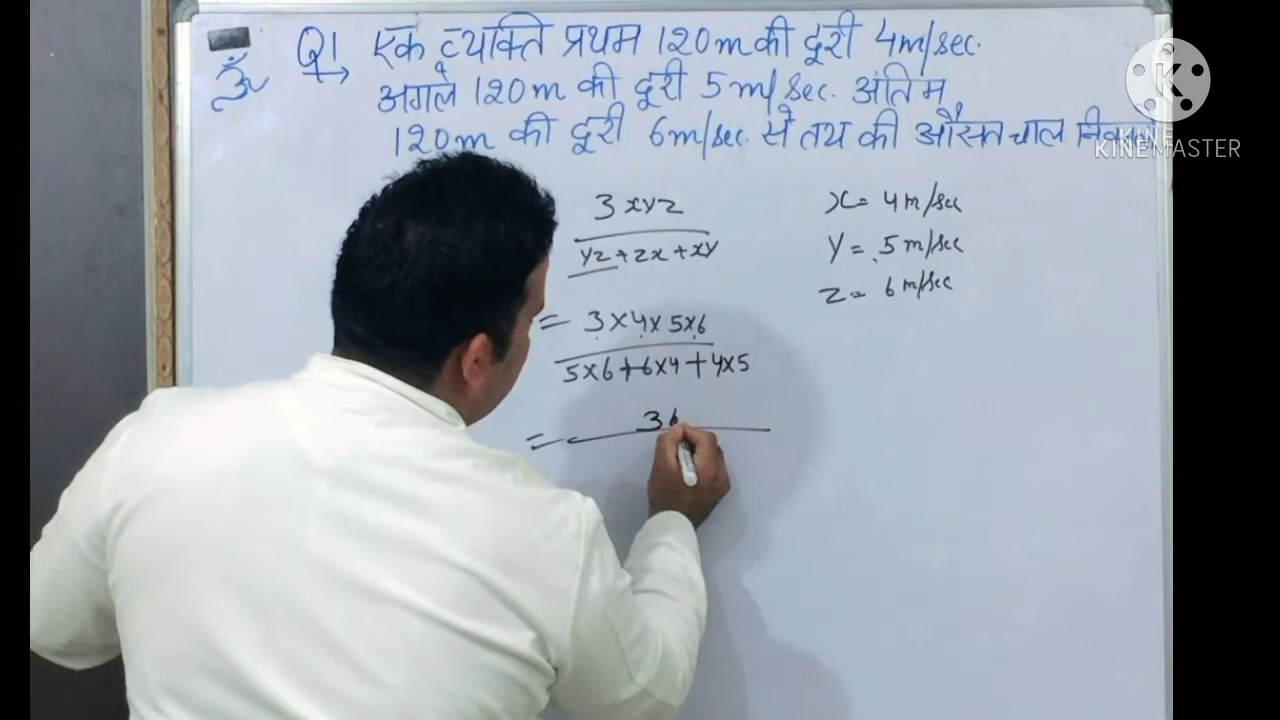 ॐ Q1 → एक व्यक्ति प्रथम 120m की दूरी 4m/sec.
अगले 120m की दूरी 5m/sec. अंतिम
120m की दूरी 6m/sec. से तय की औसत चाल
KINEMASTER
3xyz
yz+zx+xy
x= 4m/sec
y= 5m/sec
z= 6m/sec
= 3×4×5×6
5×6+6×4+4×5
= 36